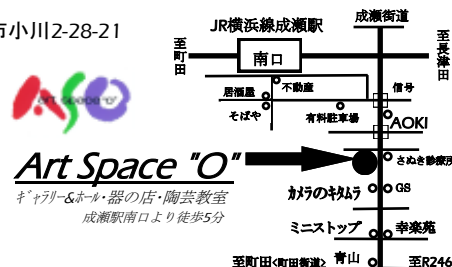 市小川2-28-21
art space "o"
Art Space "O"
ギャラリー&ホール・器の店・陶芸教室
成瀬駅南口より徒歩5分
JR横浜線成瀬駅
成瀬街道
至町田
南口
至長津田
不動産
居酒屋
信号
そばや
有料駐車場
AOKI
さぬき診療所
カメラのキタムラ
GS
ミニストップ
幸楽苑
至町田<町田街道>
青山
至R246